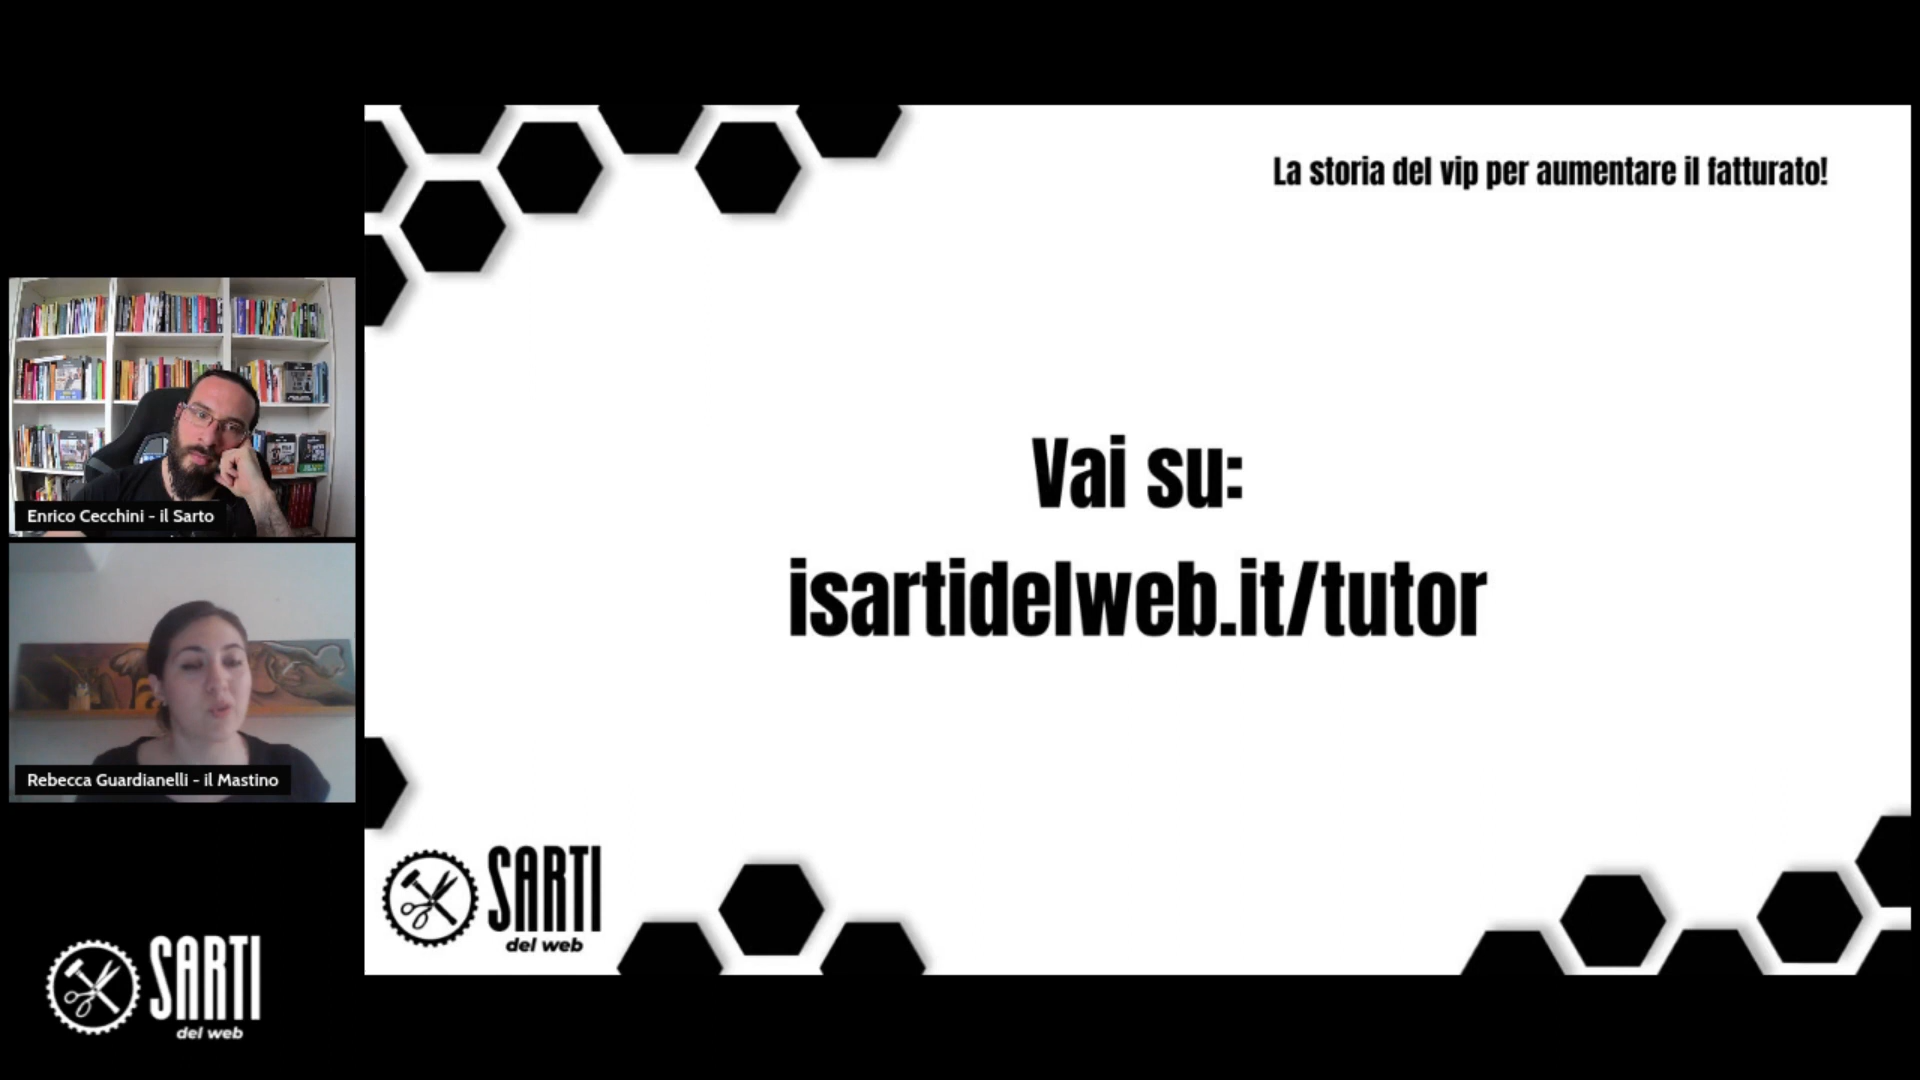 La storia del vip per aumentare il fatturato!
Vai su:
isartidelweb.it/tutor
Enrico Cecchini - il Sarto
Rebecca Guardianelli - il Mastino
SARTI
del web
SARTI
del web